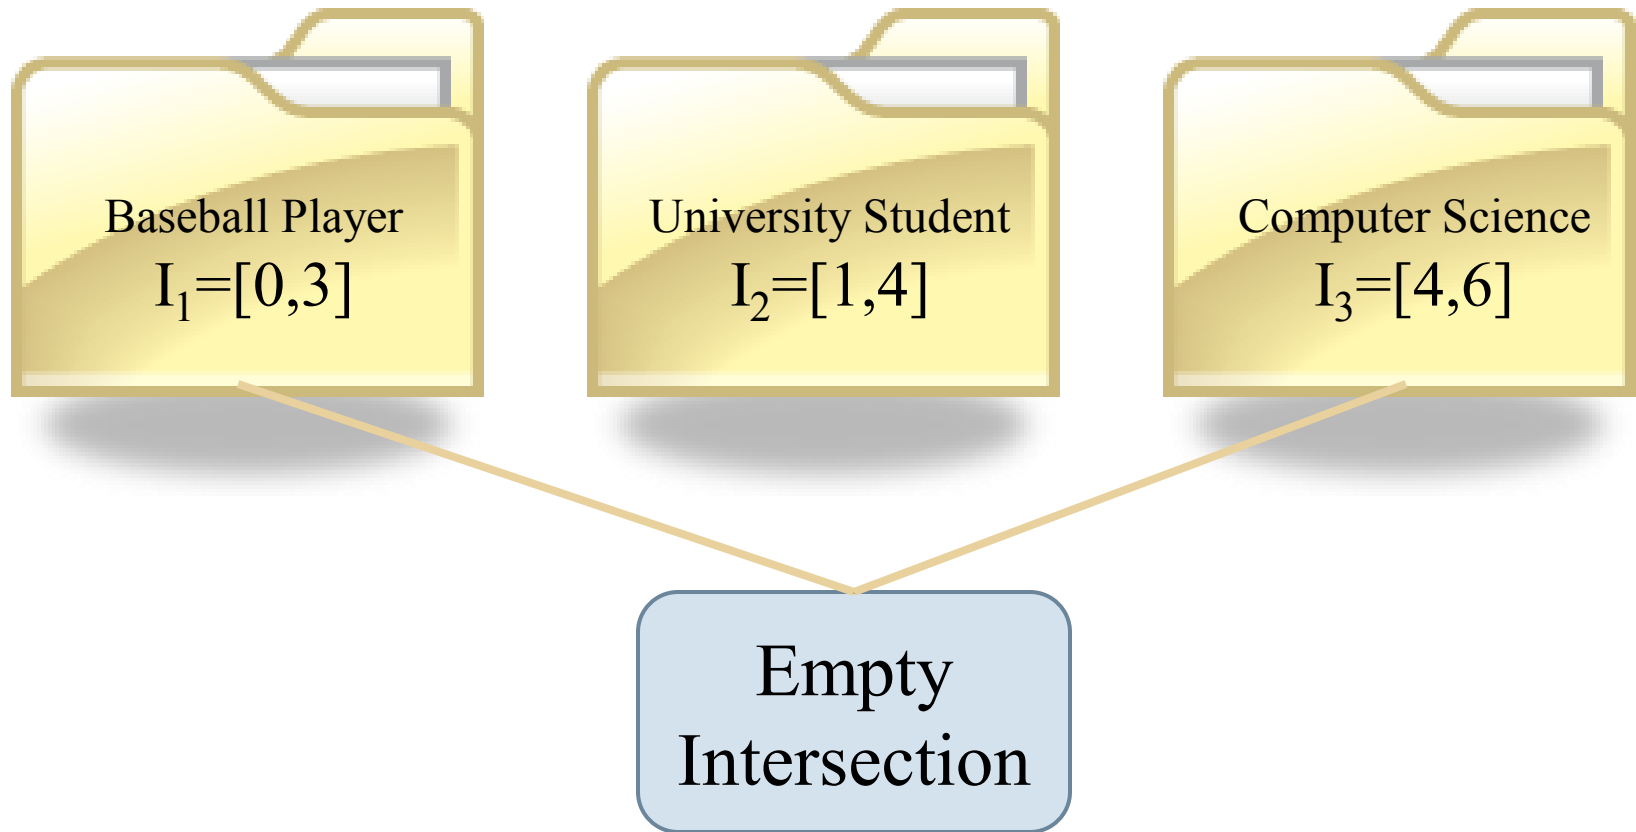 Baseball Player
I₁=[0,3]
University Student
I₂=[1,4]
Computer Science
I₃=[4,6]
Empty
Intersection